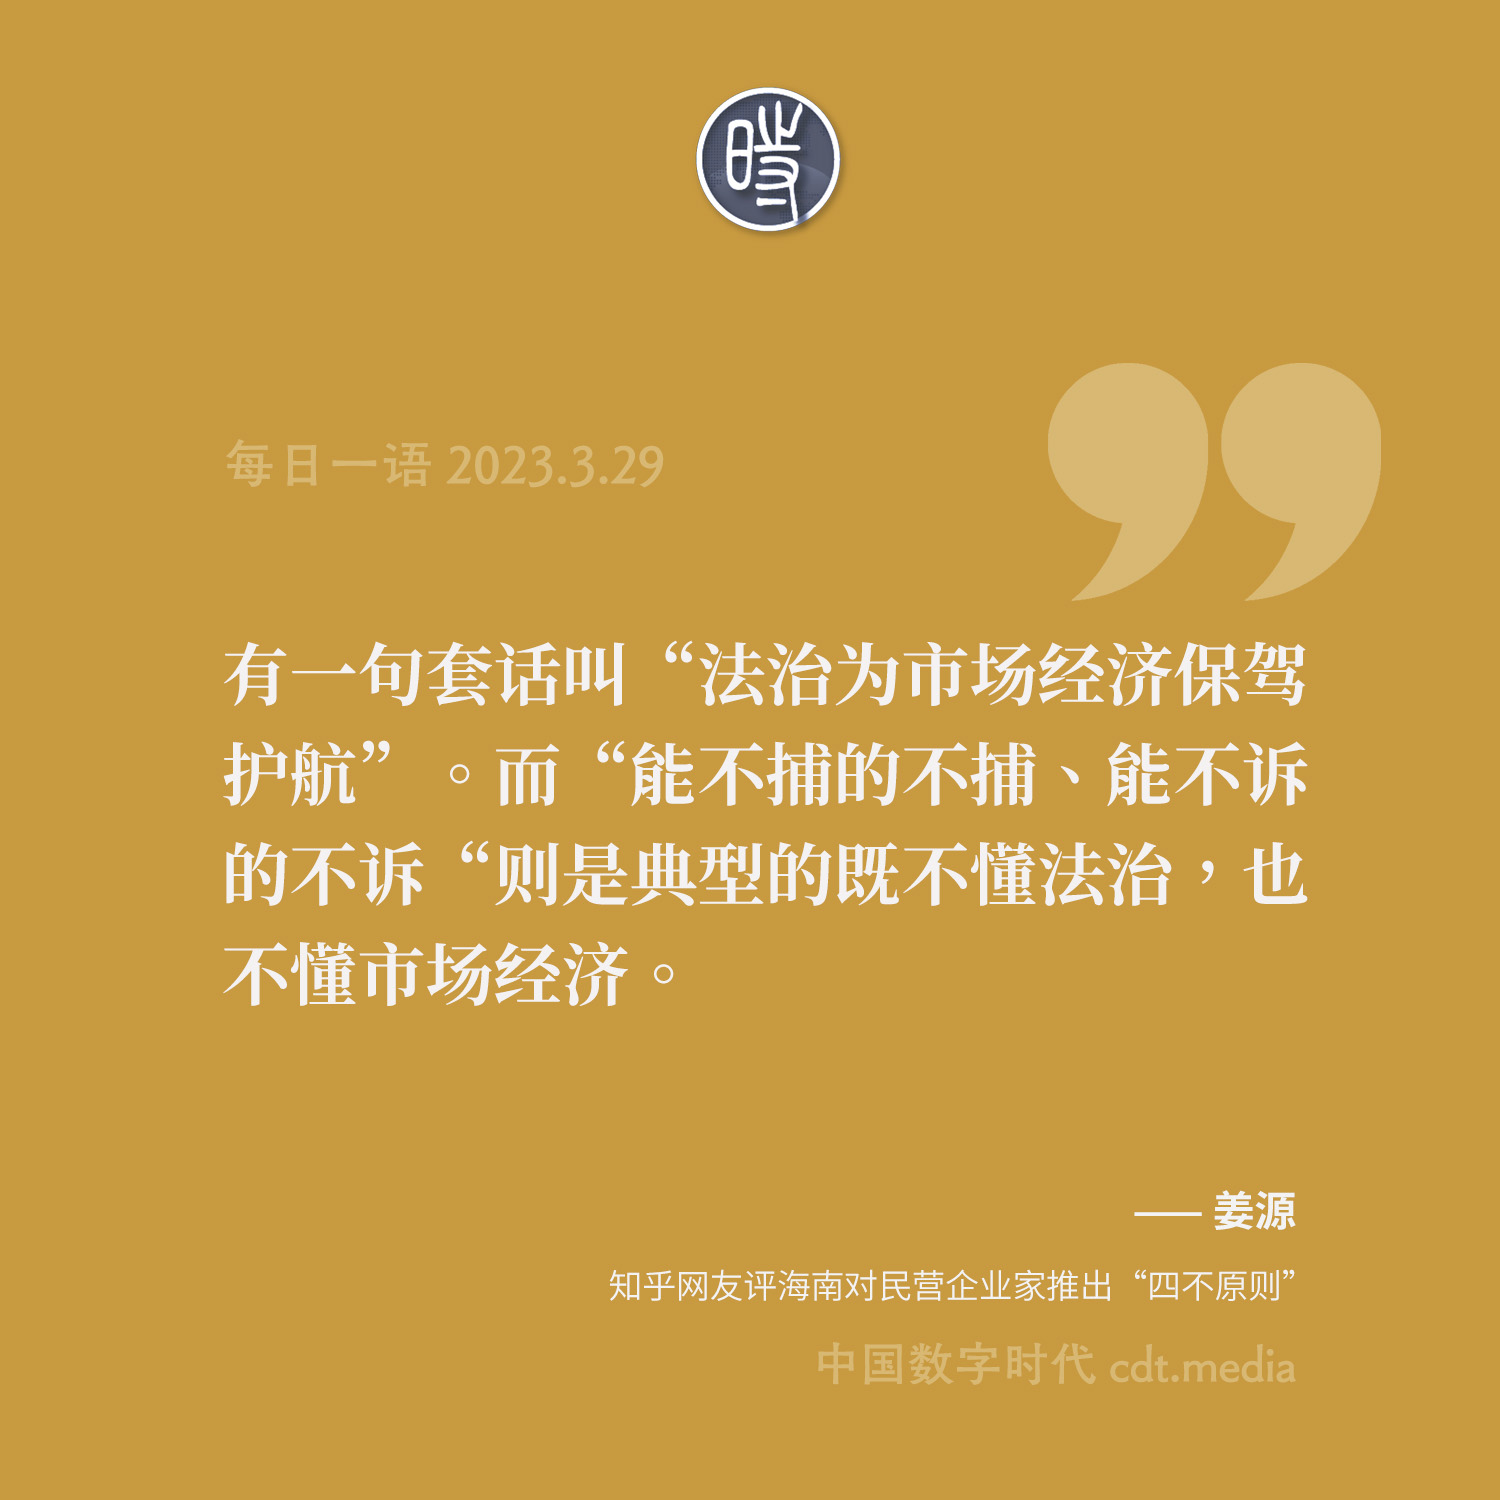 時
每日一语 2023.3.29
有一句套话叫“法治为市场经济保驾
护航”。而“能不捕的不捕、能不诉
的不诉“则是典型的既不懂法治，也
不懂市场经济。
—— 姜源
知乎网友评海南对民营企业家推出“四不原则”
中国数字时代 cdt.media